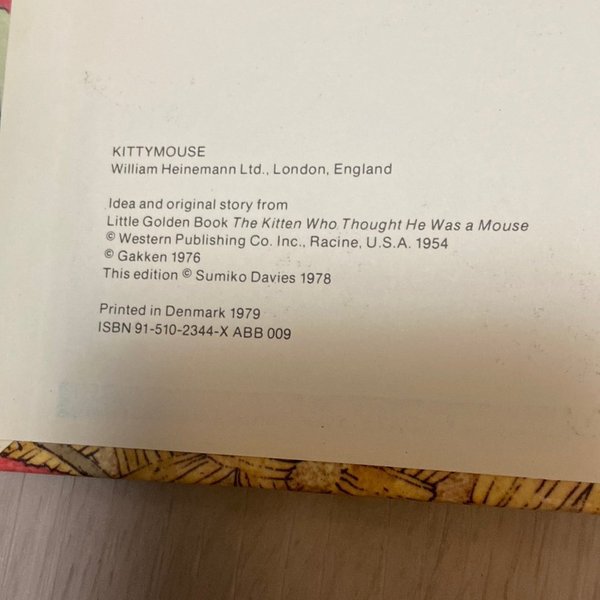 KITTYMOUSE
William Heinemann Ltd., London, England
Idea and original story from
Little Golden Book The Kitten Who Thought He Was a Mouse
© Western Publishing Co. Inc., Racine, U.S.A. 1954
© Gakken 1976
This edition © Sumiko Davies 1978
Printed in Denmark 1979
ISBN 91-510-2344-X ABB 009